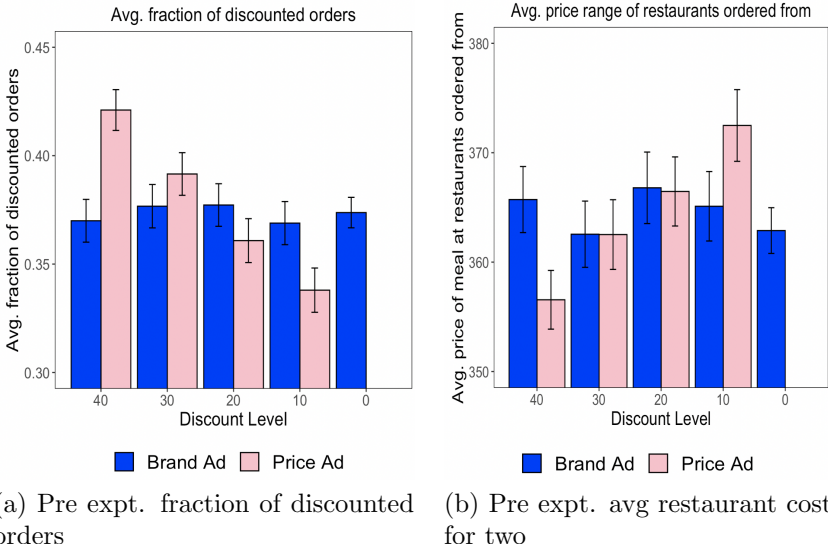 Avg. fraction of discounted orders
Avg. fraction of discounted orders
0.45
0.40
0.35
0.30
40 30 20 10 0
Discount Level
Brand Ad Price Ad
(a) Pre expt. fraction of discounted
orders
Avg. price range of restaurants ordered from
Avg. price of meal at restaurants ordered from
380
370
360
350
40 30 20 10 0
Discount Level
Brand Ad Price Ad
(b) Pre expt. avg restaurant cost
for two